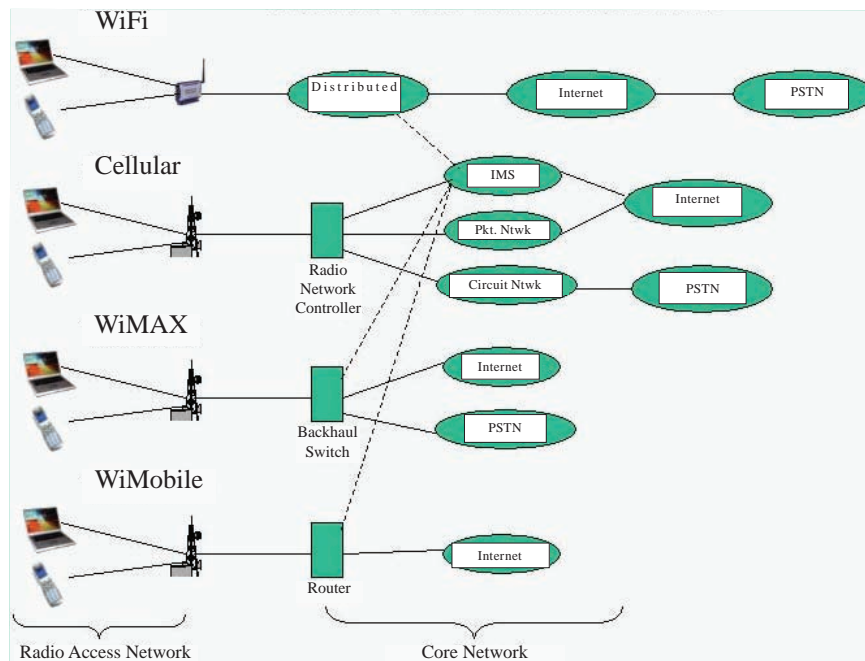 WiFi
Distributed
Internet
PSTN
Cellular
IMS
Internet
Pkt. Ntwk
Radio
Network
Controller
Circuit Ntwk
PSTN
WiMAX
Internet
Backhaul
Switch
PSTN
WiMobile
Internet
Router
Radio Access Network
Core Network